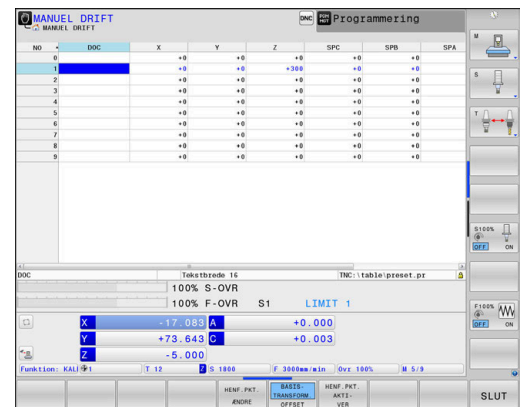 MANUEL DRIFT
MANUEL DRIFT
DNC
Programmering
NO DOC X Y Z SPC SPB SPA
0 +0 +0 +0 +0 +0
1 +0 +0 +300 +0 +0
2 +0 +0 +0 +0 +0
3 +0 +0 +0 +0 +0
4 +0 +0 +0 +0 +0
5 +0 +0 +0 +0 +0
6 +0 +0 +0 +0 +0
7 +0 +0 +0 +0 +0
8 +0 +0 +0 +0 +0
9 +0 +0 +0 +0 +0
DOC Tekstbrede 16 TNC:\table\preset.pr
100% S-OVR
100% F-OVR S1 LIMIT 1
X -17.083 A +0.000
Y +73.643 C +0.003
Z -5.000
Funktion: KALI 1 T 12 Z S 1800 F 3000mm/min Ovr 100% M 5/9
HENF.PKT. ÆNDRE
BASIS- TRANSFORM. OFFSET
HENF.PKT. AKTI- VER
SLUT
M
S
T
S100%
OFF ON
F100%
OFF ON